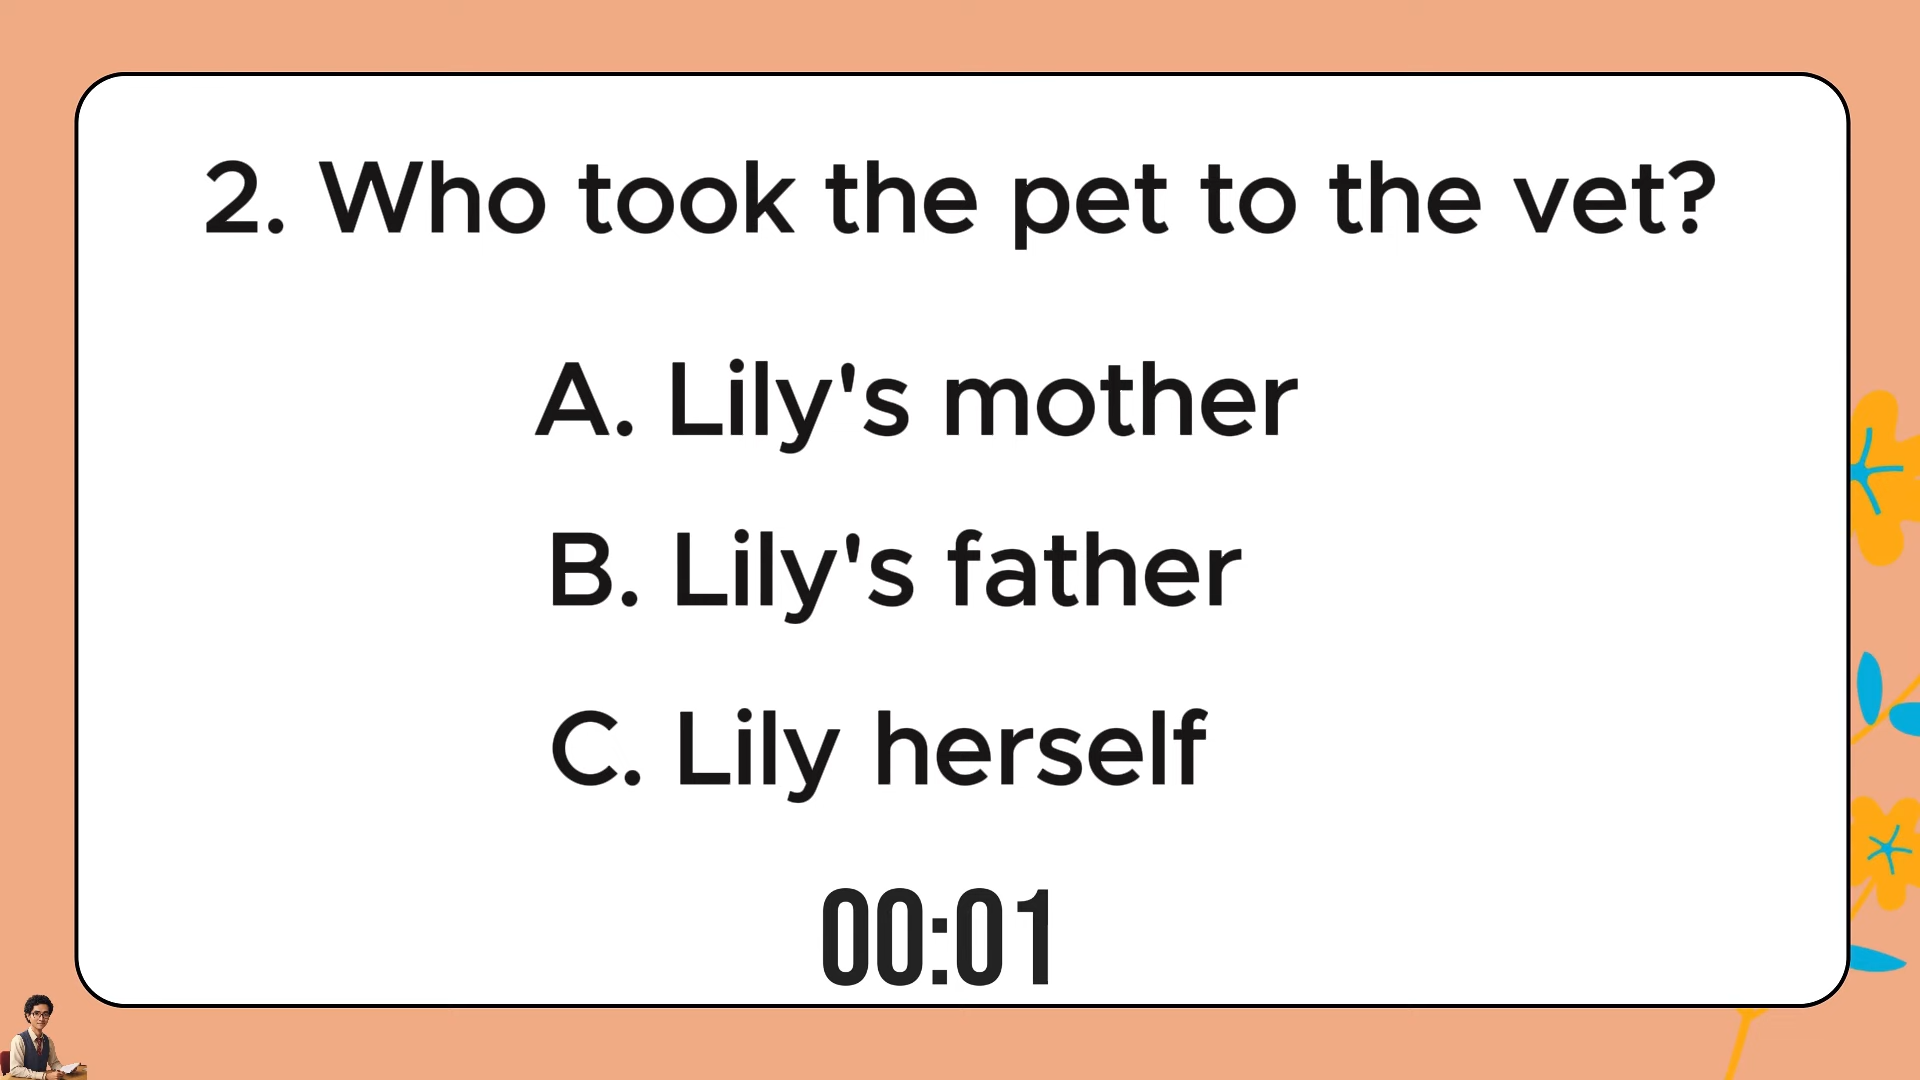 2. Who took the pet to the vet?
A. Lily's mother
B. Lily's father
C. Lily herself
00:01